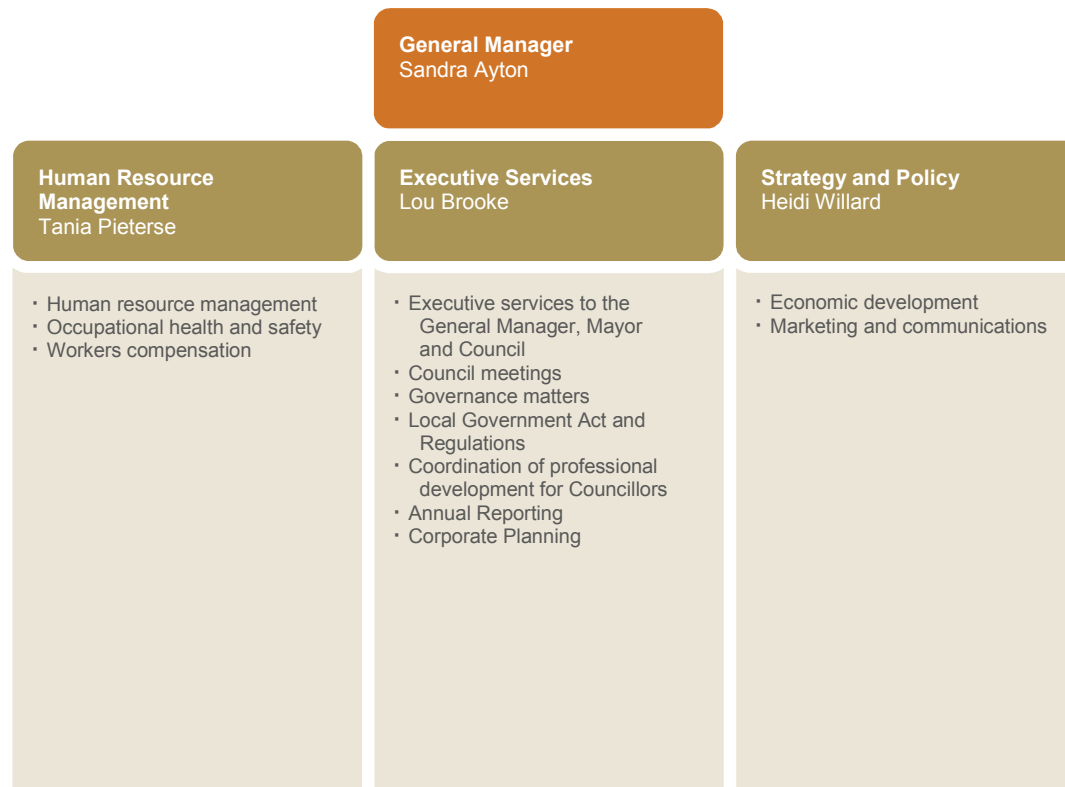 General Manager
Sandra Ayton
Human Resource
Management
Tania Pieterse
· Human resource management
· Occupational health and safety
· Workers compensation
Executive Services
Lou Brooke
· Executive services to the
General Manager, Mayor
and Council
· Council meetings
· Governance matters
· Local Government Act and
Regulations
· Coordination of professional
development for Councillors
· Annual Reporting
· Corporate Planning
Strategy and Policy
Heidi Willard
· Economic development
· Marketing and communications